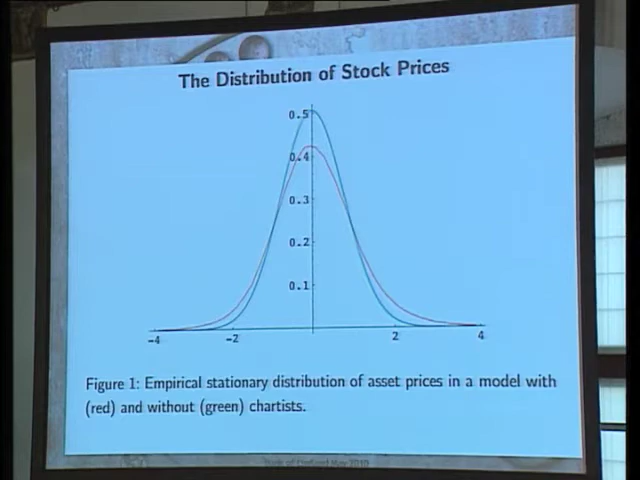 The Distribution of Stock Prices
0.5
0.4
0.3
0.2
0.1
-4 -2 2 4
Figure 1: Empirical stationary distribution of asset prices in a model with
(red) and without (green) chartists.